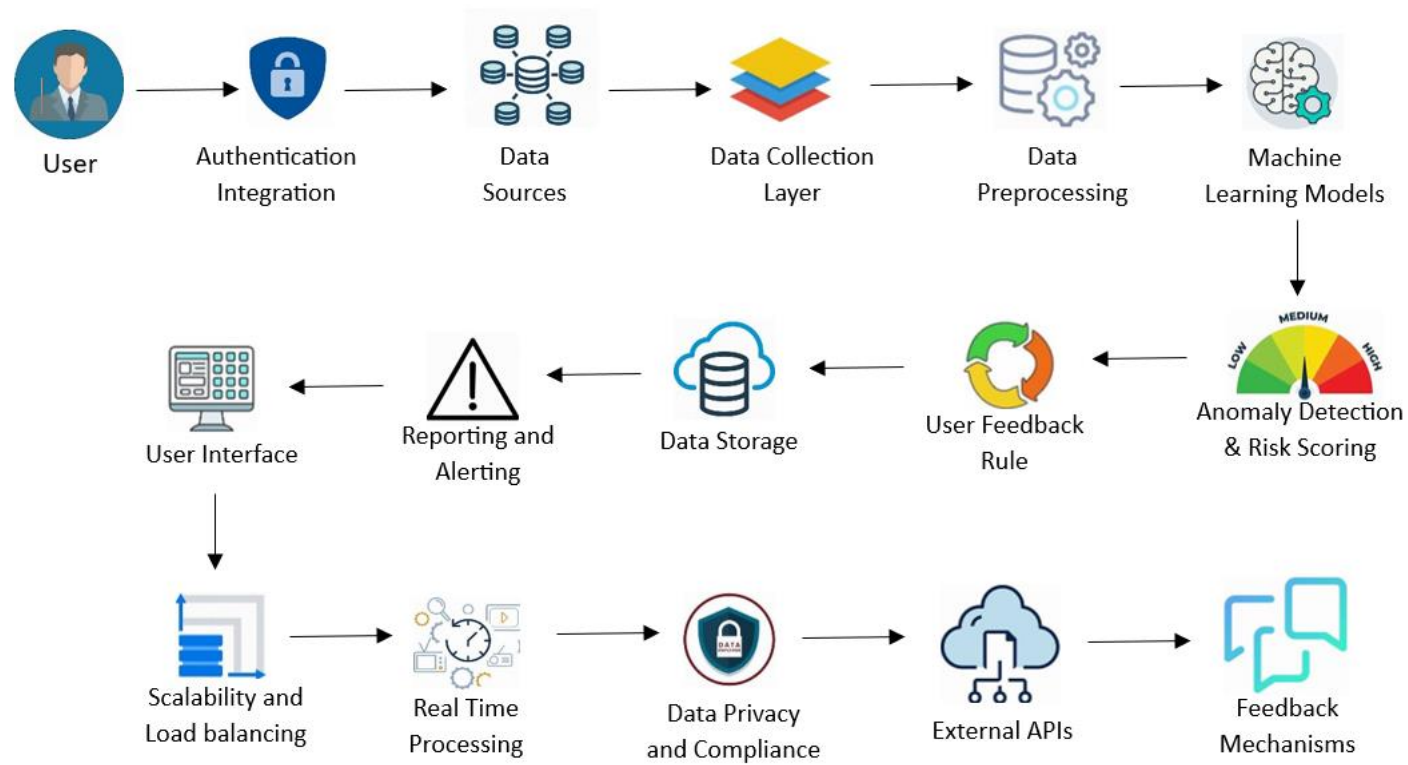 User
Authentication
Integration
Data
Sources
Data Collection
Layer
Data
Preprocessing
Machine
Learning Models
LOW
MEDIUM
HIGH
Anomaly Detection
& Risk Scoring
User Feedback
Rule
Data Storage
Reporting and
Alerting
User Interface
Scalability and
Load balancing
Real Time
Processing
DATA
Data Privacy
and Compliance
External APIs
Feedback
Mechanisms